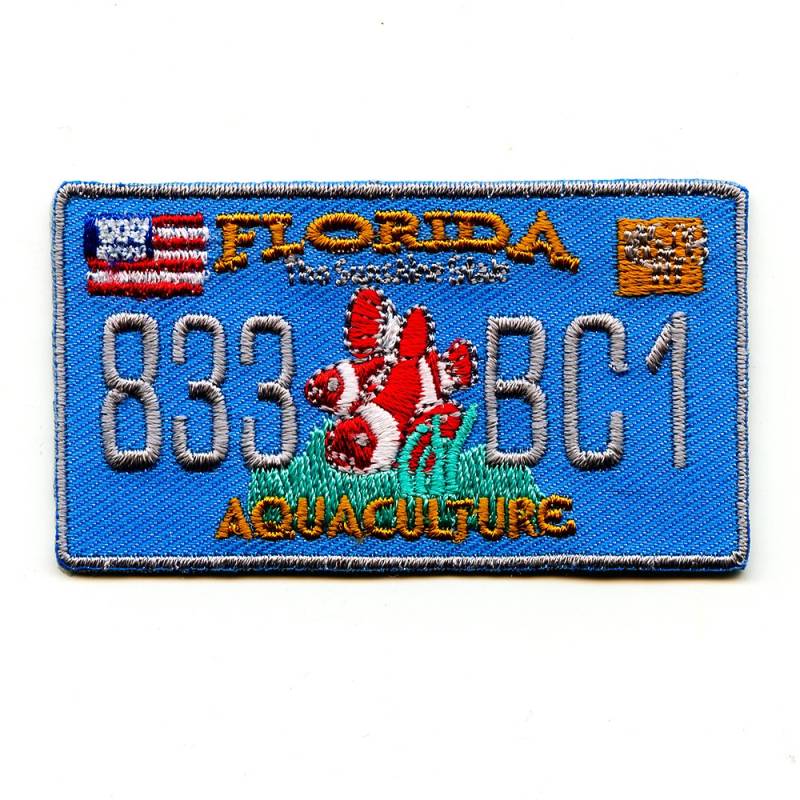 FLORIDA
The Sunshine State
833 BC1
AQUACULTURE